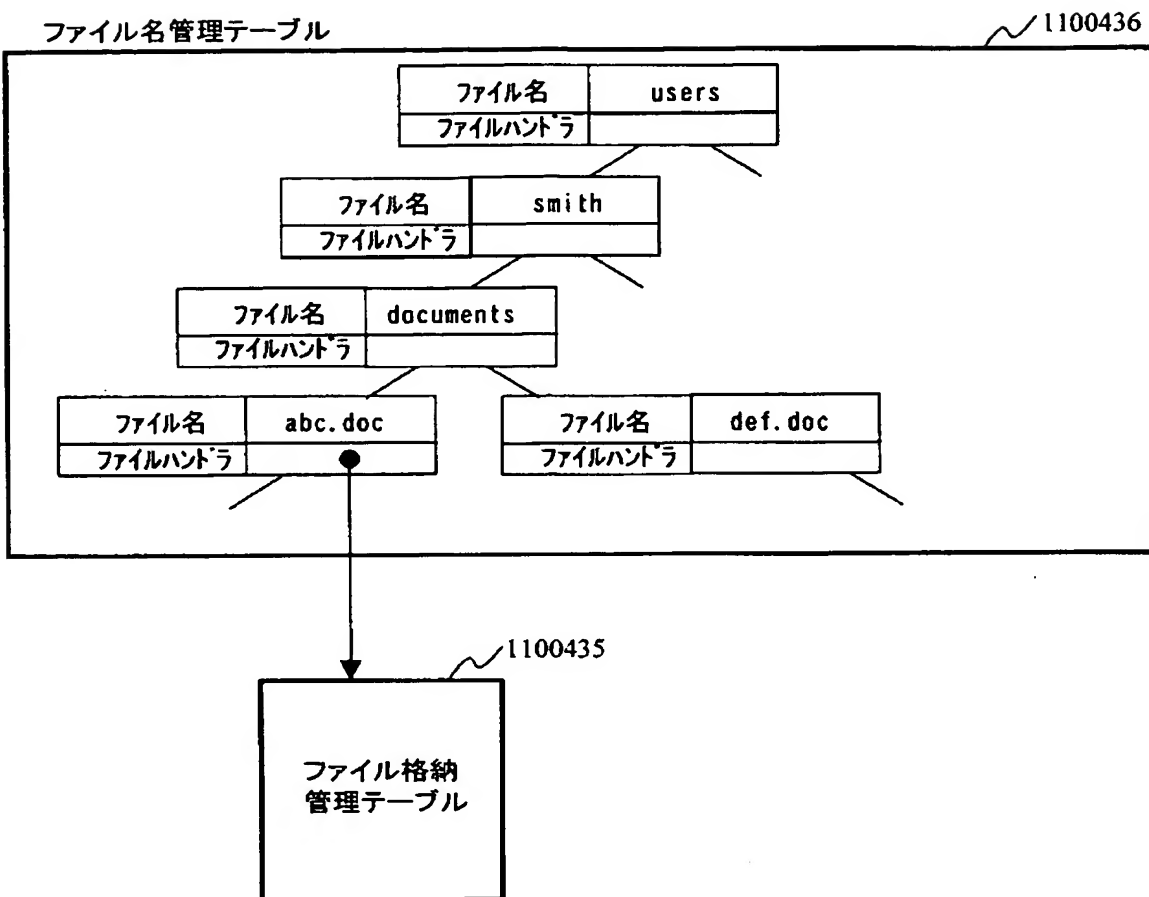 ファイル名管理テーブル
1100436
ファイル名 users
ファイルハンドラ
ファイル名 smith
ファイルハンドラ
ファイル名 documents
ファイルハンドラ
ファイル名 abc.doc
ファイルハンドラ
ファイル名 def.doc
ファイルハンドラ
1100435
ファイル格納
管理テーブル